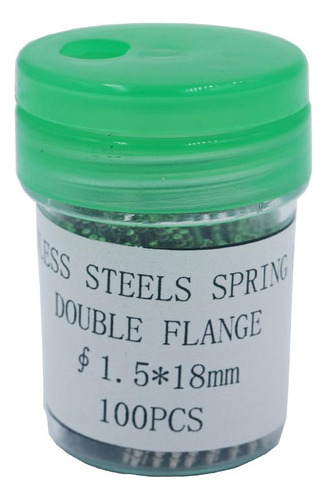 LESS STEELS SPRING
DOUBLE FLANGE
∮1.5*18mm
100PCS